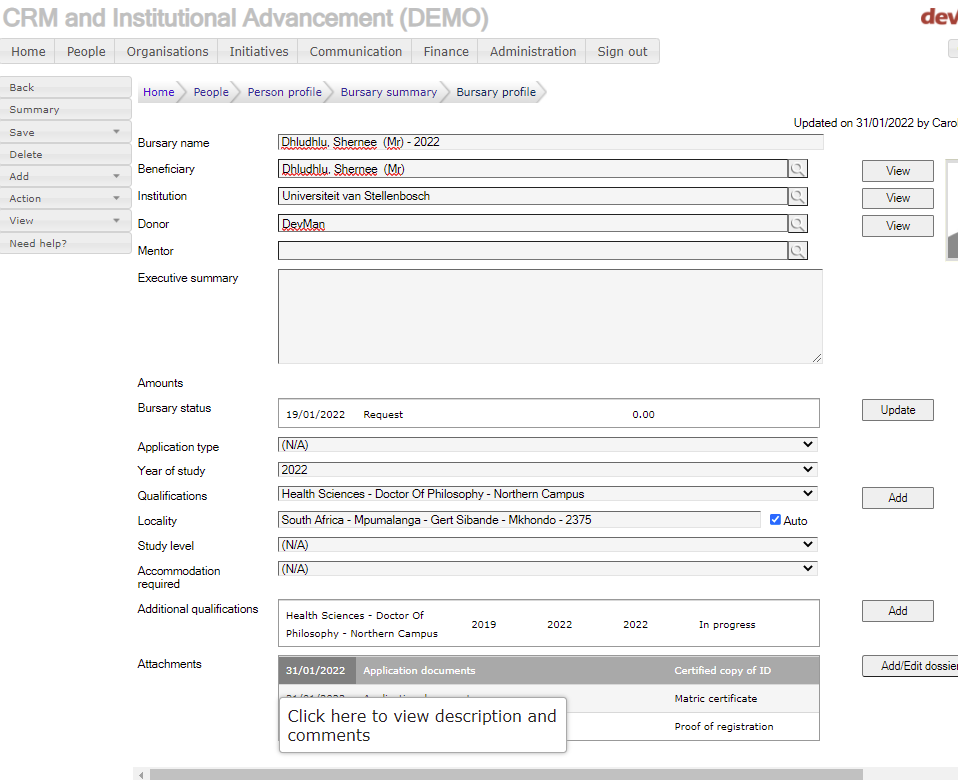 CRM and Institutional Advancement (DEMO)
dev
Home People Organisations Initiatives Communication Finance Administration Sign out
Back
Summary
Save
Delete
Add
Action
View
Need help?
Home People Person profile Bursary summary Bursary profile
Updated on 31/01/2022 by Carol
Bursary name Dhludhlu, Shernee (Mr) - 2022
Beneficiary Dhludhlu, Shernee (Mr) View
Institution Universiteit van Stellenbosch View
Donor DevMan View
Mentor
Executive summary
Amounts
Bursary status 19/01/2022 Request 0.00 Update
Application type (N/A)
Year of study 2022
Qualifications Health Sciences - Doctor Of Philosophy - Northern Campus Add
Locality South Africa - Mpumalanga - Gert Sibande - Mkhondo - 2375 Auto
Study level (N/A)
Accommodation
required (N/A)
Additional qualifications Health Sciences - Doctor Of
Philosophy - Northern Campus 2019 2022 2022 In progress Add
Attachments 31/01/2022 Application documents Certified copy of ID Add/Edit dossier
Matric certificate
Proof of registration
Click here to view description and
comments